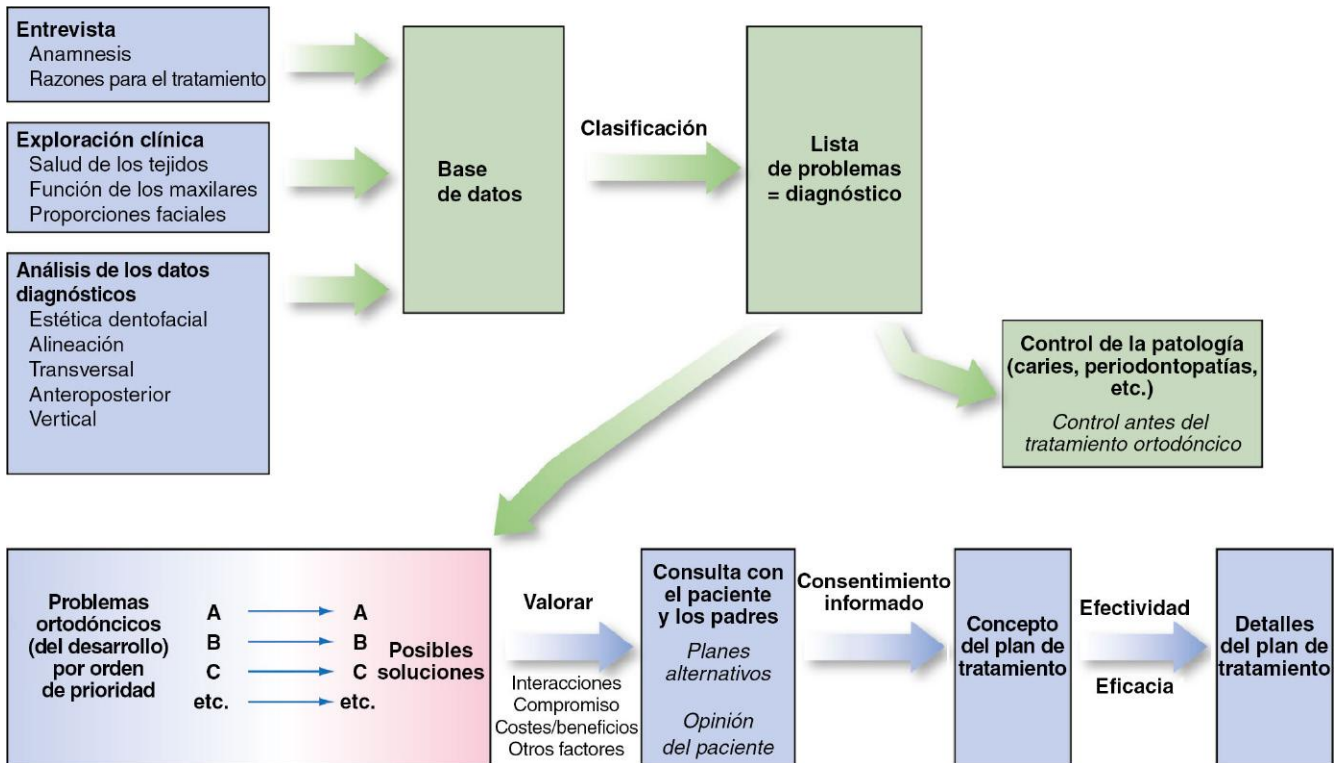 Entrevista
Anamnesis
Razones para el tratamiento
Exploración clínica
Salud de los tejidos
Función de los maxilares
Proporciones faciales
Análisis de los datos
diagnósticos
Estética dentofacial
Alineación
Transversal
Anteroposterior
Vertical
Base
de datos
Clasificación
Lista
de problemas
= diagnóstico
Control de la patología
(caries, periodontopatías,
etc.)
Control antes del
tratamiento ortodóncico
Problemas
ortodóncicos
(del desarrollo)
por orden
de prioridad
A A
B B
C C
etc. etc.
Posibles
soluciones
Valorar
Interacciones
Compromiso
Costes/beneficios
Otros factores
Consulta con
el paciente
y los padres
Planes
alternativos
Opinión
del paciente
Consentimiento
informado
Concepto
del plan de
tratamiento
Efectividad
Eficacia
Detalles
del plan de
tratamiento